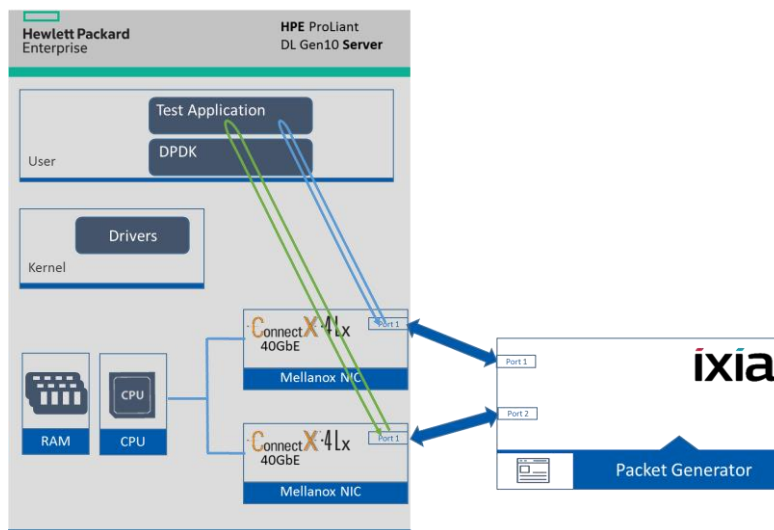 Hewlett Packard
Enterprise
HPE ProLiant
DL Gen10 Server
Test Application
DPDK
User
Drivers
Kernel
ConnectX·4Lx
40GbE
Port 1
Mellanox NIC
RAM
CPU
CPU
ConnectX·4Lx
40GbE
Port 1
Mellanox NIC
ixia
Port 1
Port 2
Packet Generator